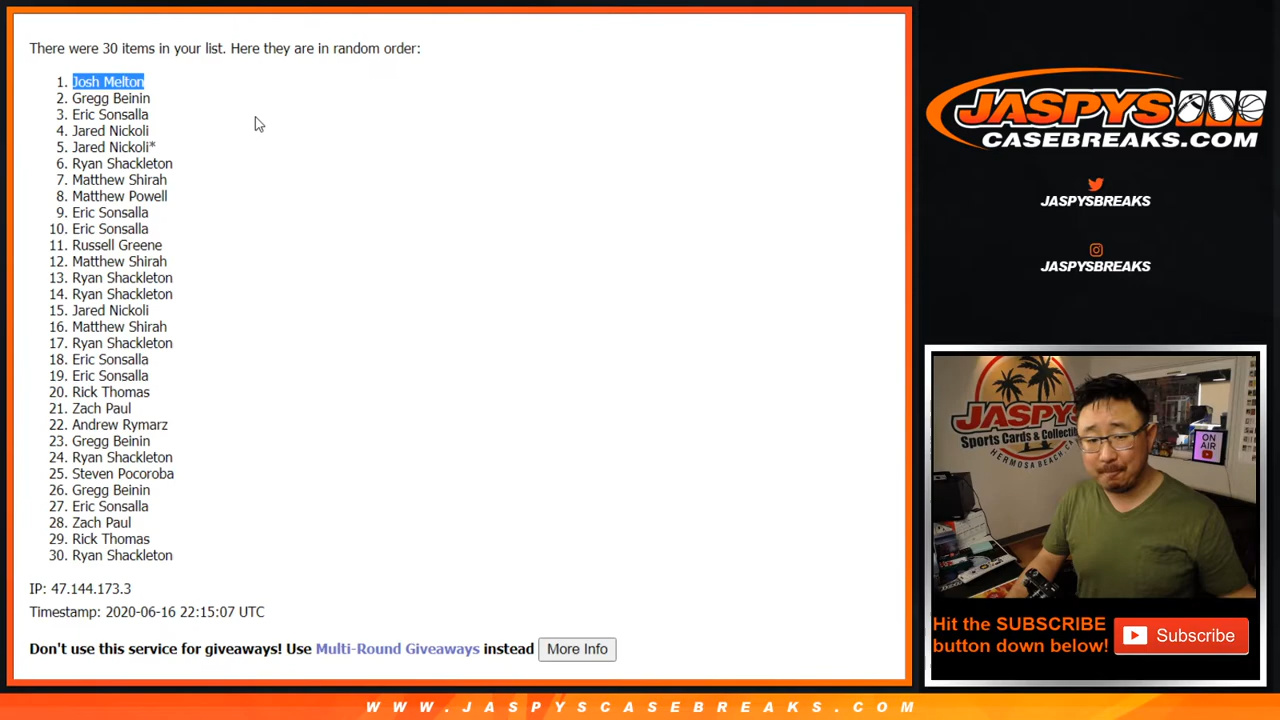 There were 30 items in your list. Here they are in random order:
1. Josh Melton
2. Gregg Beinin
3. Eric Sonsalla
4. Jared Nickoli
5. Jared Nickoli*
6. Ryan Shackleton
7. Matthew Shirah
8. Matthew Powell
9. Eric Sonsalla
10. Eric Sonsalla
11. Russell Greene
12. Matthew Shirah
13. Ryan Shackleton
14. Ryan Shackleton
15. Jared Nickoli
16. Matthew Shirah
17. Ryan Shackleton
18. Eric Sonsalla
19. Eric Sonsalla
20. Rick Thomas
21. Zach Paul
22. Andrew Rymarz
23. Gregg Beinin
24. Ryan Shackleton
25. Steven Pocoroba
26. Gregg Beinin
27. Eric Sonsalla
28. Zach Paul
29. Rick Thomas
30. Ryan Shackleton
IP: 47.144.173.3
Timestamp: 2020-06-16 22:15:07 UTC
Don't use this service for giveaways! Use Multi-Round Giveaways instead More Info
JASPYS
CASEBREAKS.COM
JASPYSBREAKS
JASPYSBREAKS
JASPYS
Sports Cards & Collectib
HERMOSA BEACH CA
ON
AIR
Hit the SUBSCRIBE
button down below!
Subscribe
WWW.JASPYSCASEBREAKS.COM